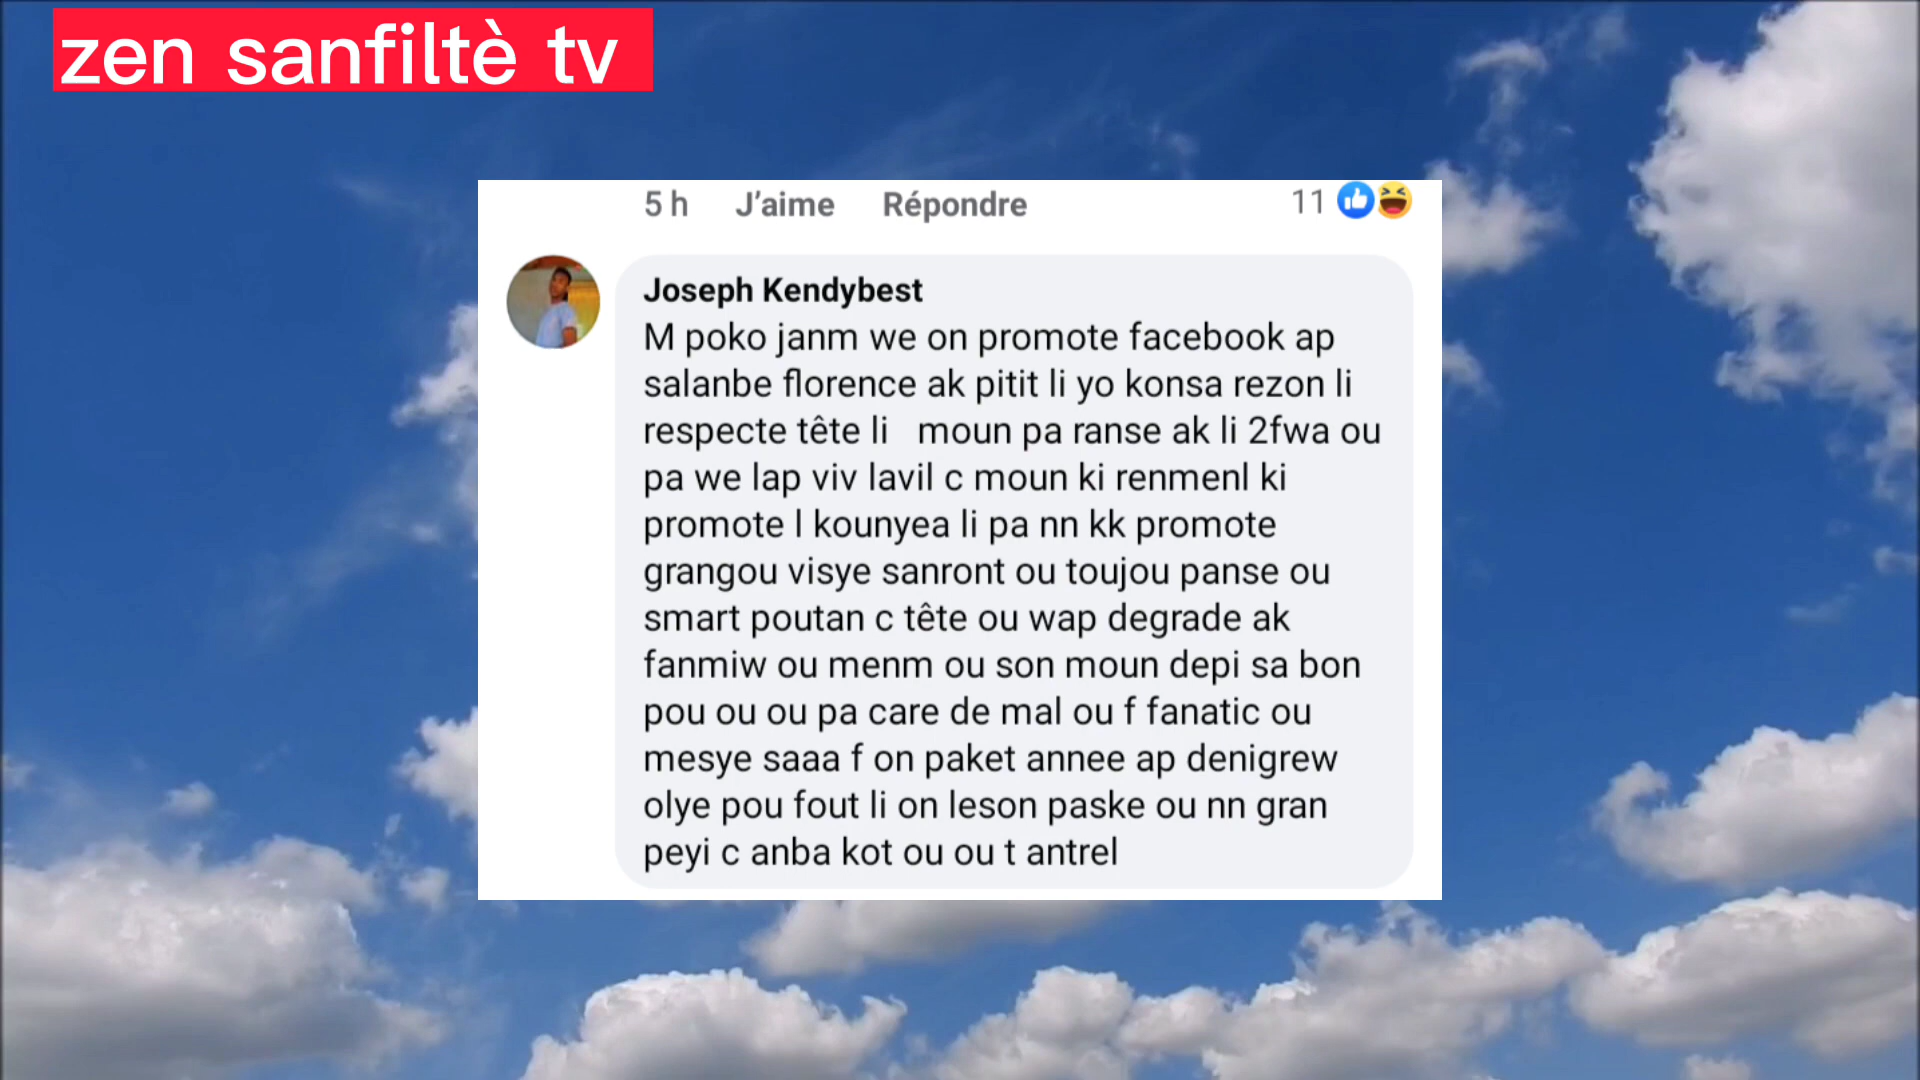 zen sanfiltè tv
5 h J’aime Répondre 11
Joseph Kendybest
M poko janm we on promote facebook ap
salanbe florence ak pitit li yo konsa rezon li
respecte tête li moun pa ranse ak li 2fwa ou
pa we lap viv lavil c moun ki renmenl ki
promote l kounyea li pa nn kk promote
grangou visye sanront ou toujou panse ou
smart poutan c tête ou wap degrade ak
fanmiw ou menm ou son moun depi sa bon
pou ou ou pa care de mal ou f fanatic ou
mesye saaa f on paket annee ap denigrew
olye pou fout li on leson paske ou nn gran
peyi c anba kot ou ou t antrel